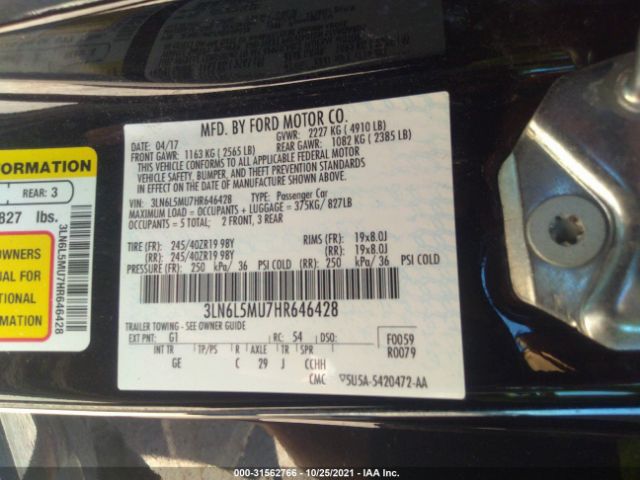 MFD. BY FORD MOTOR CO.
DATE: 04/17 GVWR: 2227 KG ( 4910 LB)
FRONT GAWR: 1163 KG ( 2565 LB) REAR GAWR: 1082 KG ( 2385 LB)
THIS VEHICLE CONFORMS TO ALL APPLICABLE FEDERAL MOTOR
VEHICLE SAFETY, BUMPER, AND THEFT PREVENTION STANDARDS
IN EFFECT ON THE DATE OF MANUFACTURE SHOWN ABOVE.
VIN: 3LN6L5MU7HR646428 TYPE: Passenger Car
MAXIMUM LOAD = OCCUPANTS + LUGGAGE = 375KG/ 827LB
OCCUPANTS = 5 TOTAL; 2 FRONT, 3 REAR
TIRE (FR): 245/40ZR19 98Y RIMS (FR): 19x8.0J
(RR): 245/40ZR19 98Y (RR): 19x8.0J
PRESSURE (FR): 250 kPa/ 36 PSI COLD (RR): 250 kPa/ 36 PSI COLD
3LN6L5MU7HR646428
TRAILER TOWING - SEE OWNER GUIDE
EXT PNT: G1 RC: 54 DSO: F0059
R0079
INT TR TP/PS R AXLE TR SPR
GE C 29 J CCHH
CMC ▽5U5A-5420472-AA
FORMATION
REAR: 3
827 lbs.
OWNERS
UAL FOR
TIONAL
RMATION
3LN6L5MU7HR646428
000-31562766 - 10/25/2021 - IAA Inc.